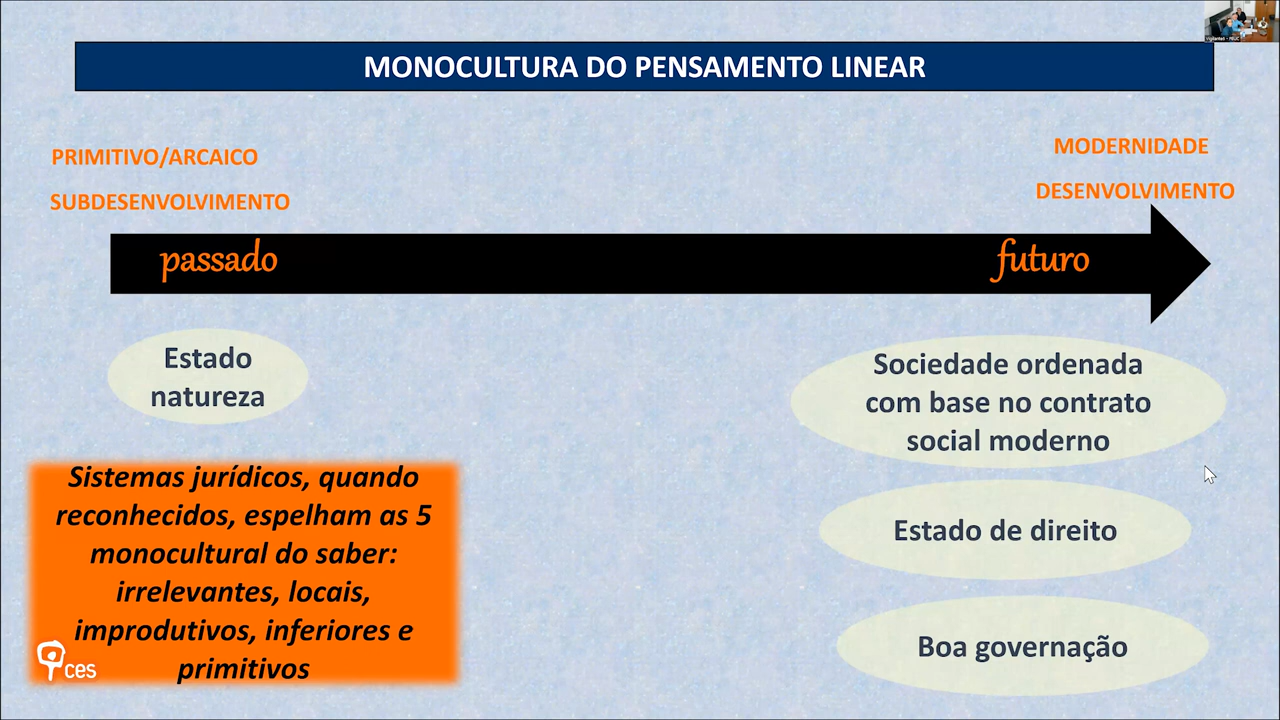 MONOCULTURA DO PENSAMENTO LINEAR
PRIMITIVO/ARCAICO
SUBDESENVOLVIMENTO
MODERNIDADE
DESENVOLVIMENTO
passado
futuro
Estado
natureza
Sociedade ordenada
com base no contrato
social moderno
Estado de direito
Boa governação
Sistemas jurídicos, quando
reconhecidos, espelham as 5
monocultural do saber:
irrelevantes, locais,
improdutivos, inferiores e
primitivos
ces